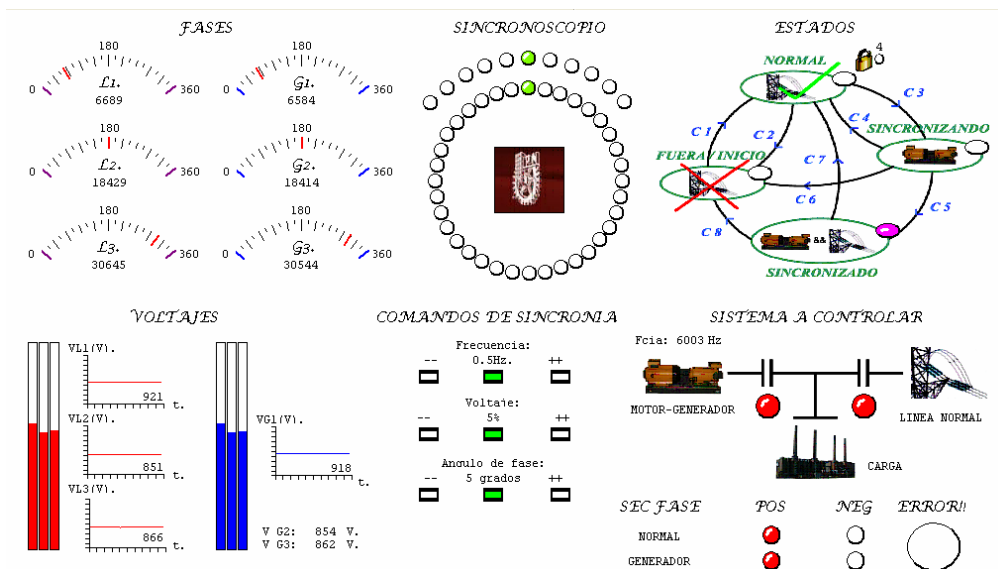 FASES
180
0
360
L1.
6689
180
0
360
G1.
6584
180
0
360
L2.
18429
180
0
360
G2.
18414
180
0
360
L3.
30645
180
0
360
G3.
30544
SINCRONOSCOPIO
ESTADOS
4
NORMAL
C 3
C 1
C 2
C 4
SINCRONIZANDO
FUERA / INICIO
C 7
C 6
C 5
C 8
&&
SINCRONIZADO
VOLTAJES
VL1(V).
921
t.
VL2(V).
851
t.
VL3(V).
866
t.
VG1(V).
918
t.
V G2: 854 V.
V G3: 862 V.
COMANDOS DE SINCRONIA
Frecuencia:
-- 0.5Hz. ++
Voltaje:
-- 5% ++
Angulo de fase:
-- 5 grados ++
SISTEMA A CONTROLAR
Fcia: 6003 Hz
MOTOR-GENERADOR
LINEA NORMAL
CARGA
SEC FASE POS NEG ERROR!!
NORMAL
GENERADOR